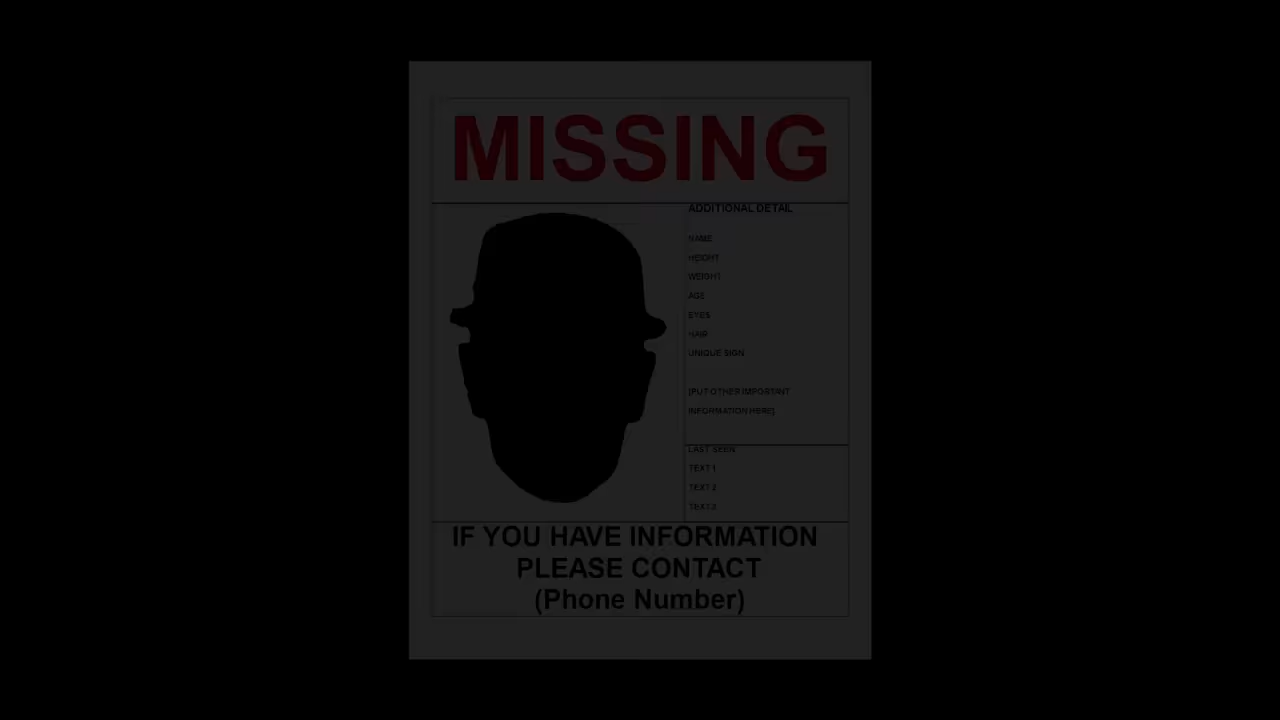 MISSING
ADDITIONAL DETAIL
NAME
HEIGHT
WEIGHT
AGE
EYES
HAIR
UNIQUE SIGN
[PUT OTHER IMPORTANT
INFORMATION HERE]
LAST SEEN
TEXT 1
TEXT 2
TEXT 3
IF YOU HAVE INFORMATION
PLEASE CONTACT
(Phone Number)